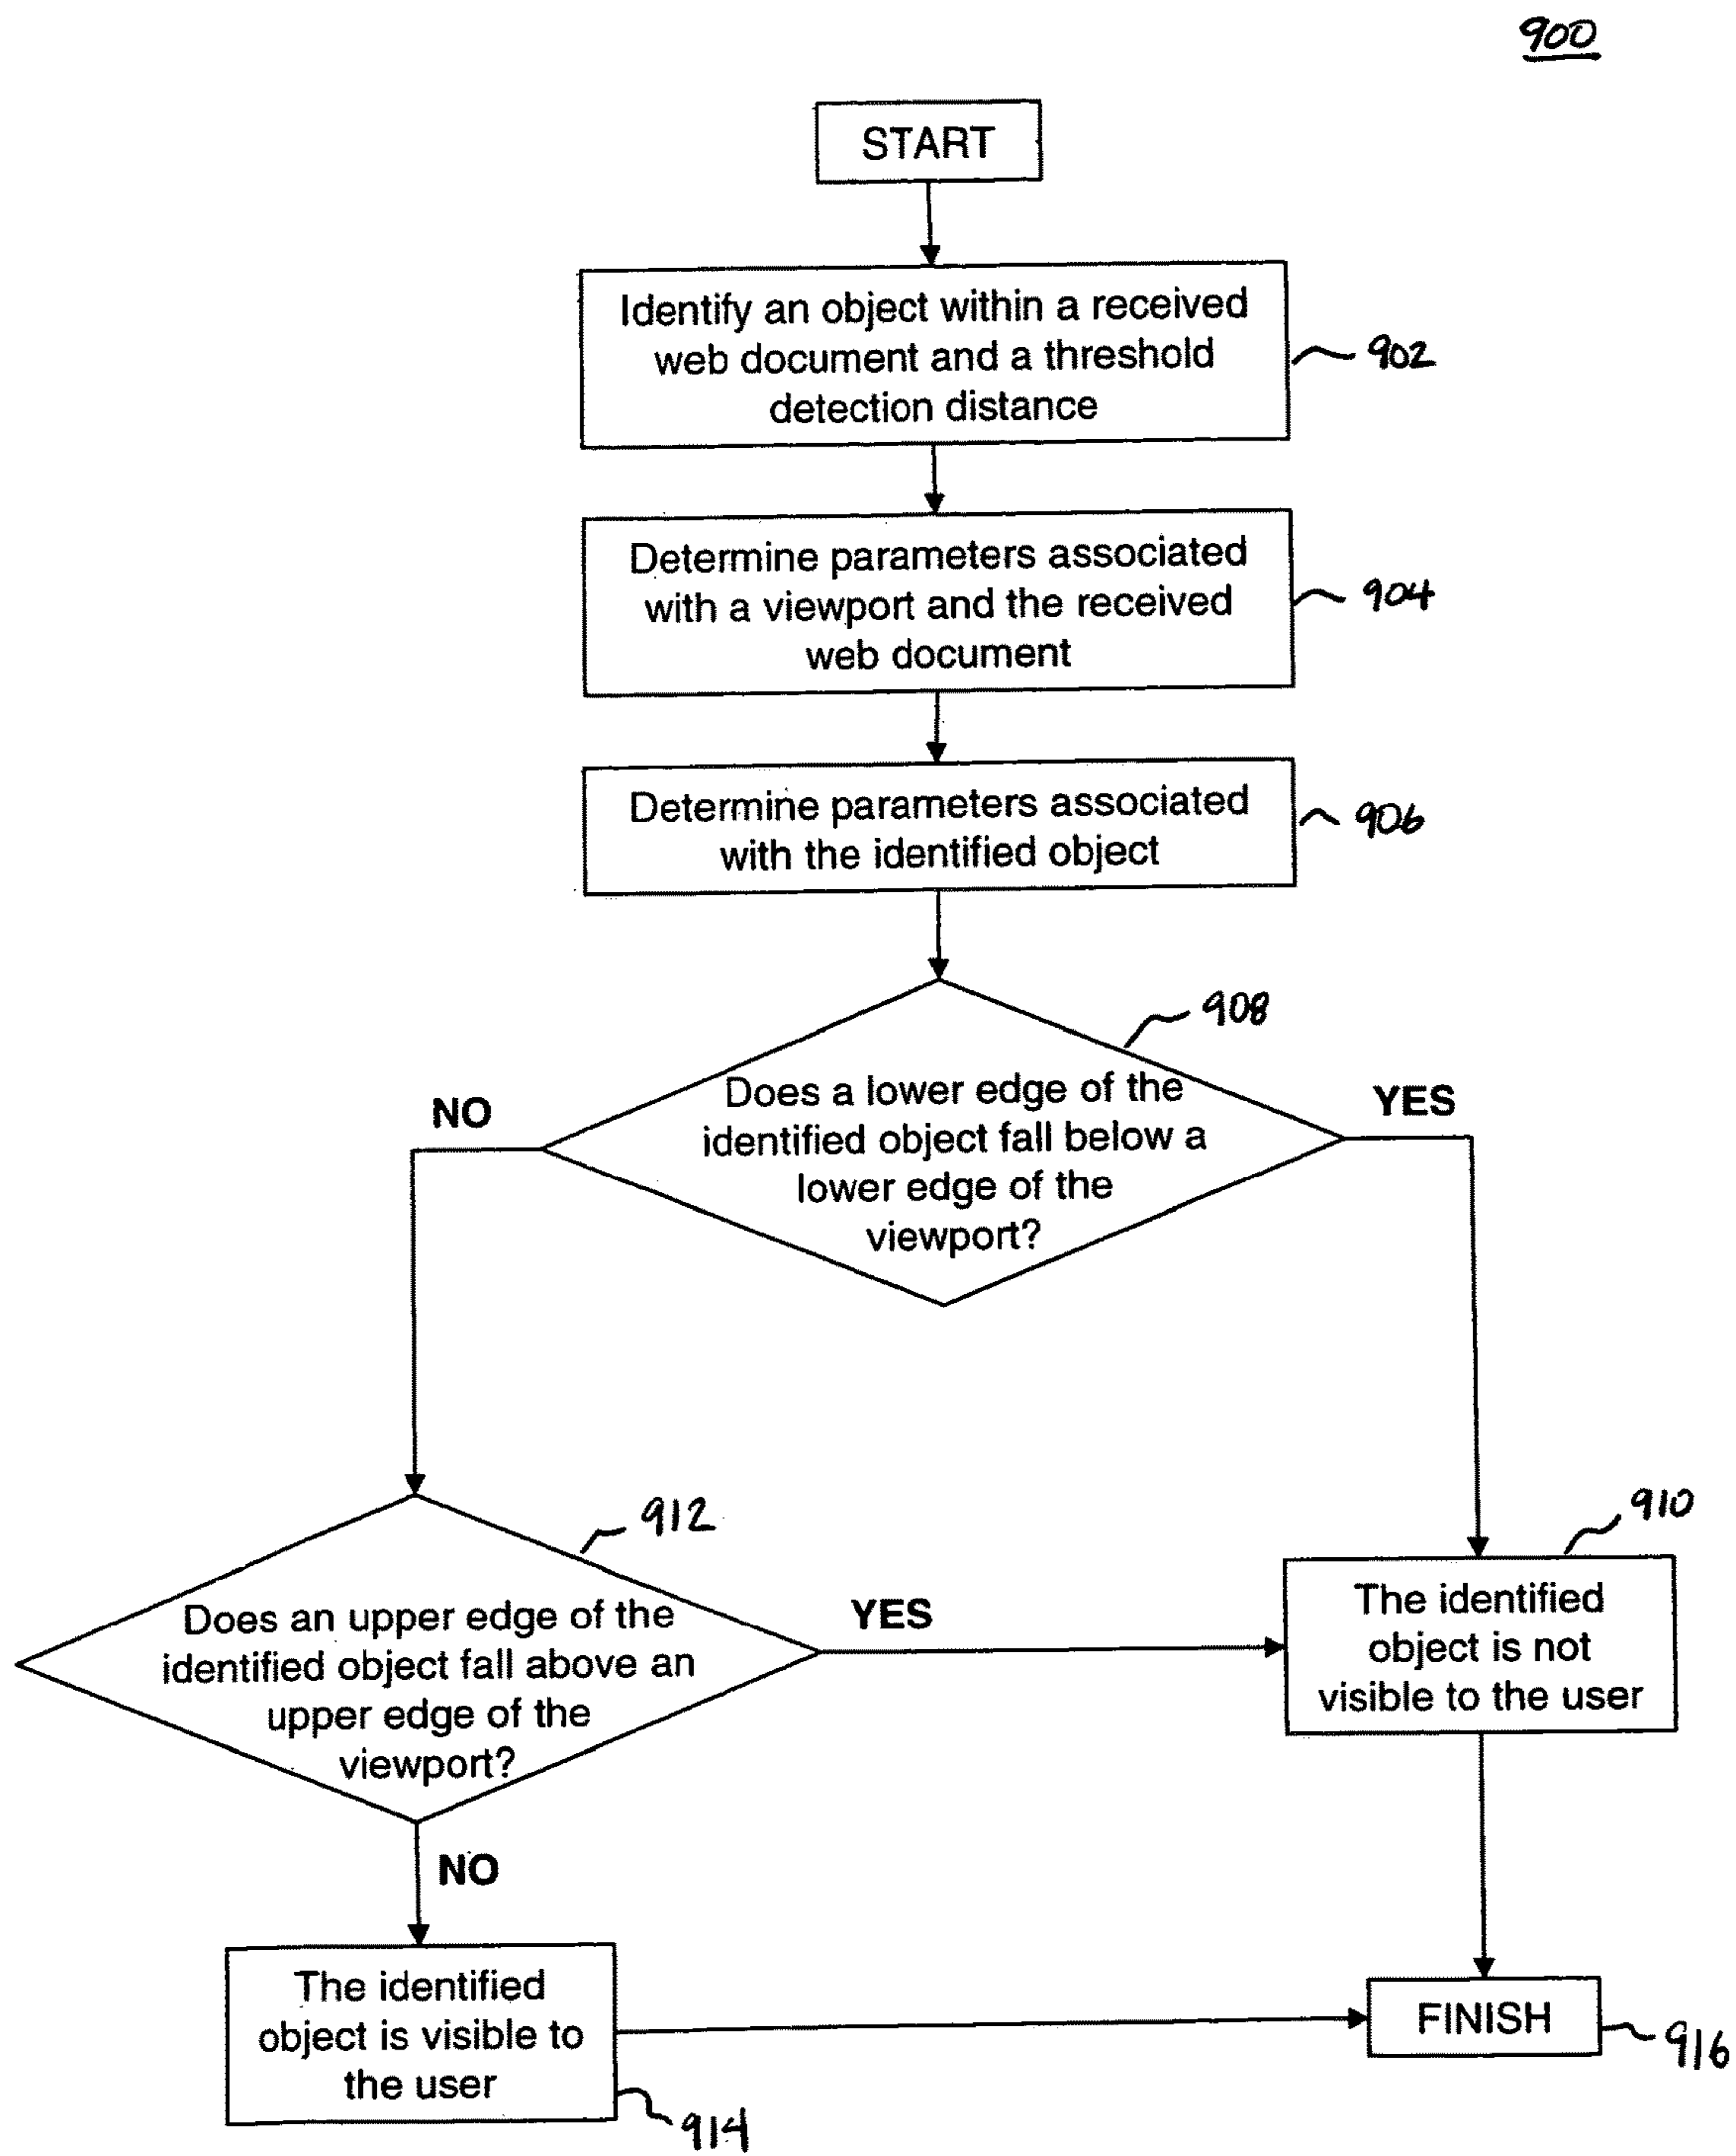 900
START
Identify an object within a received
web document and a threshold
detection distance
902
Determine parameters associated
with a viewport and the received
web document
904
Determine parameters associated
with the identified object
906
908
Does a lower edge of the
identified object fall below a
lower edge of the
viewport?
NO
YES
912
Does an upper edge of the
identified object fall above an
upper edge of the
viewport?
YES
910
The identified
object is not
visible to the user
NO
The identified
object is visible to
the user
914
FINISH
916